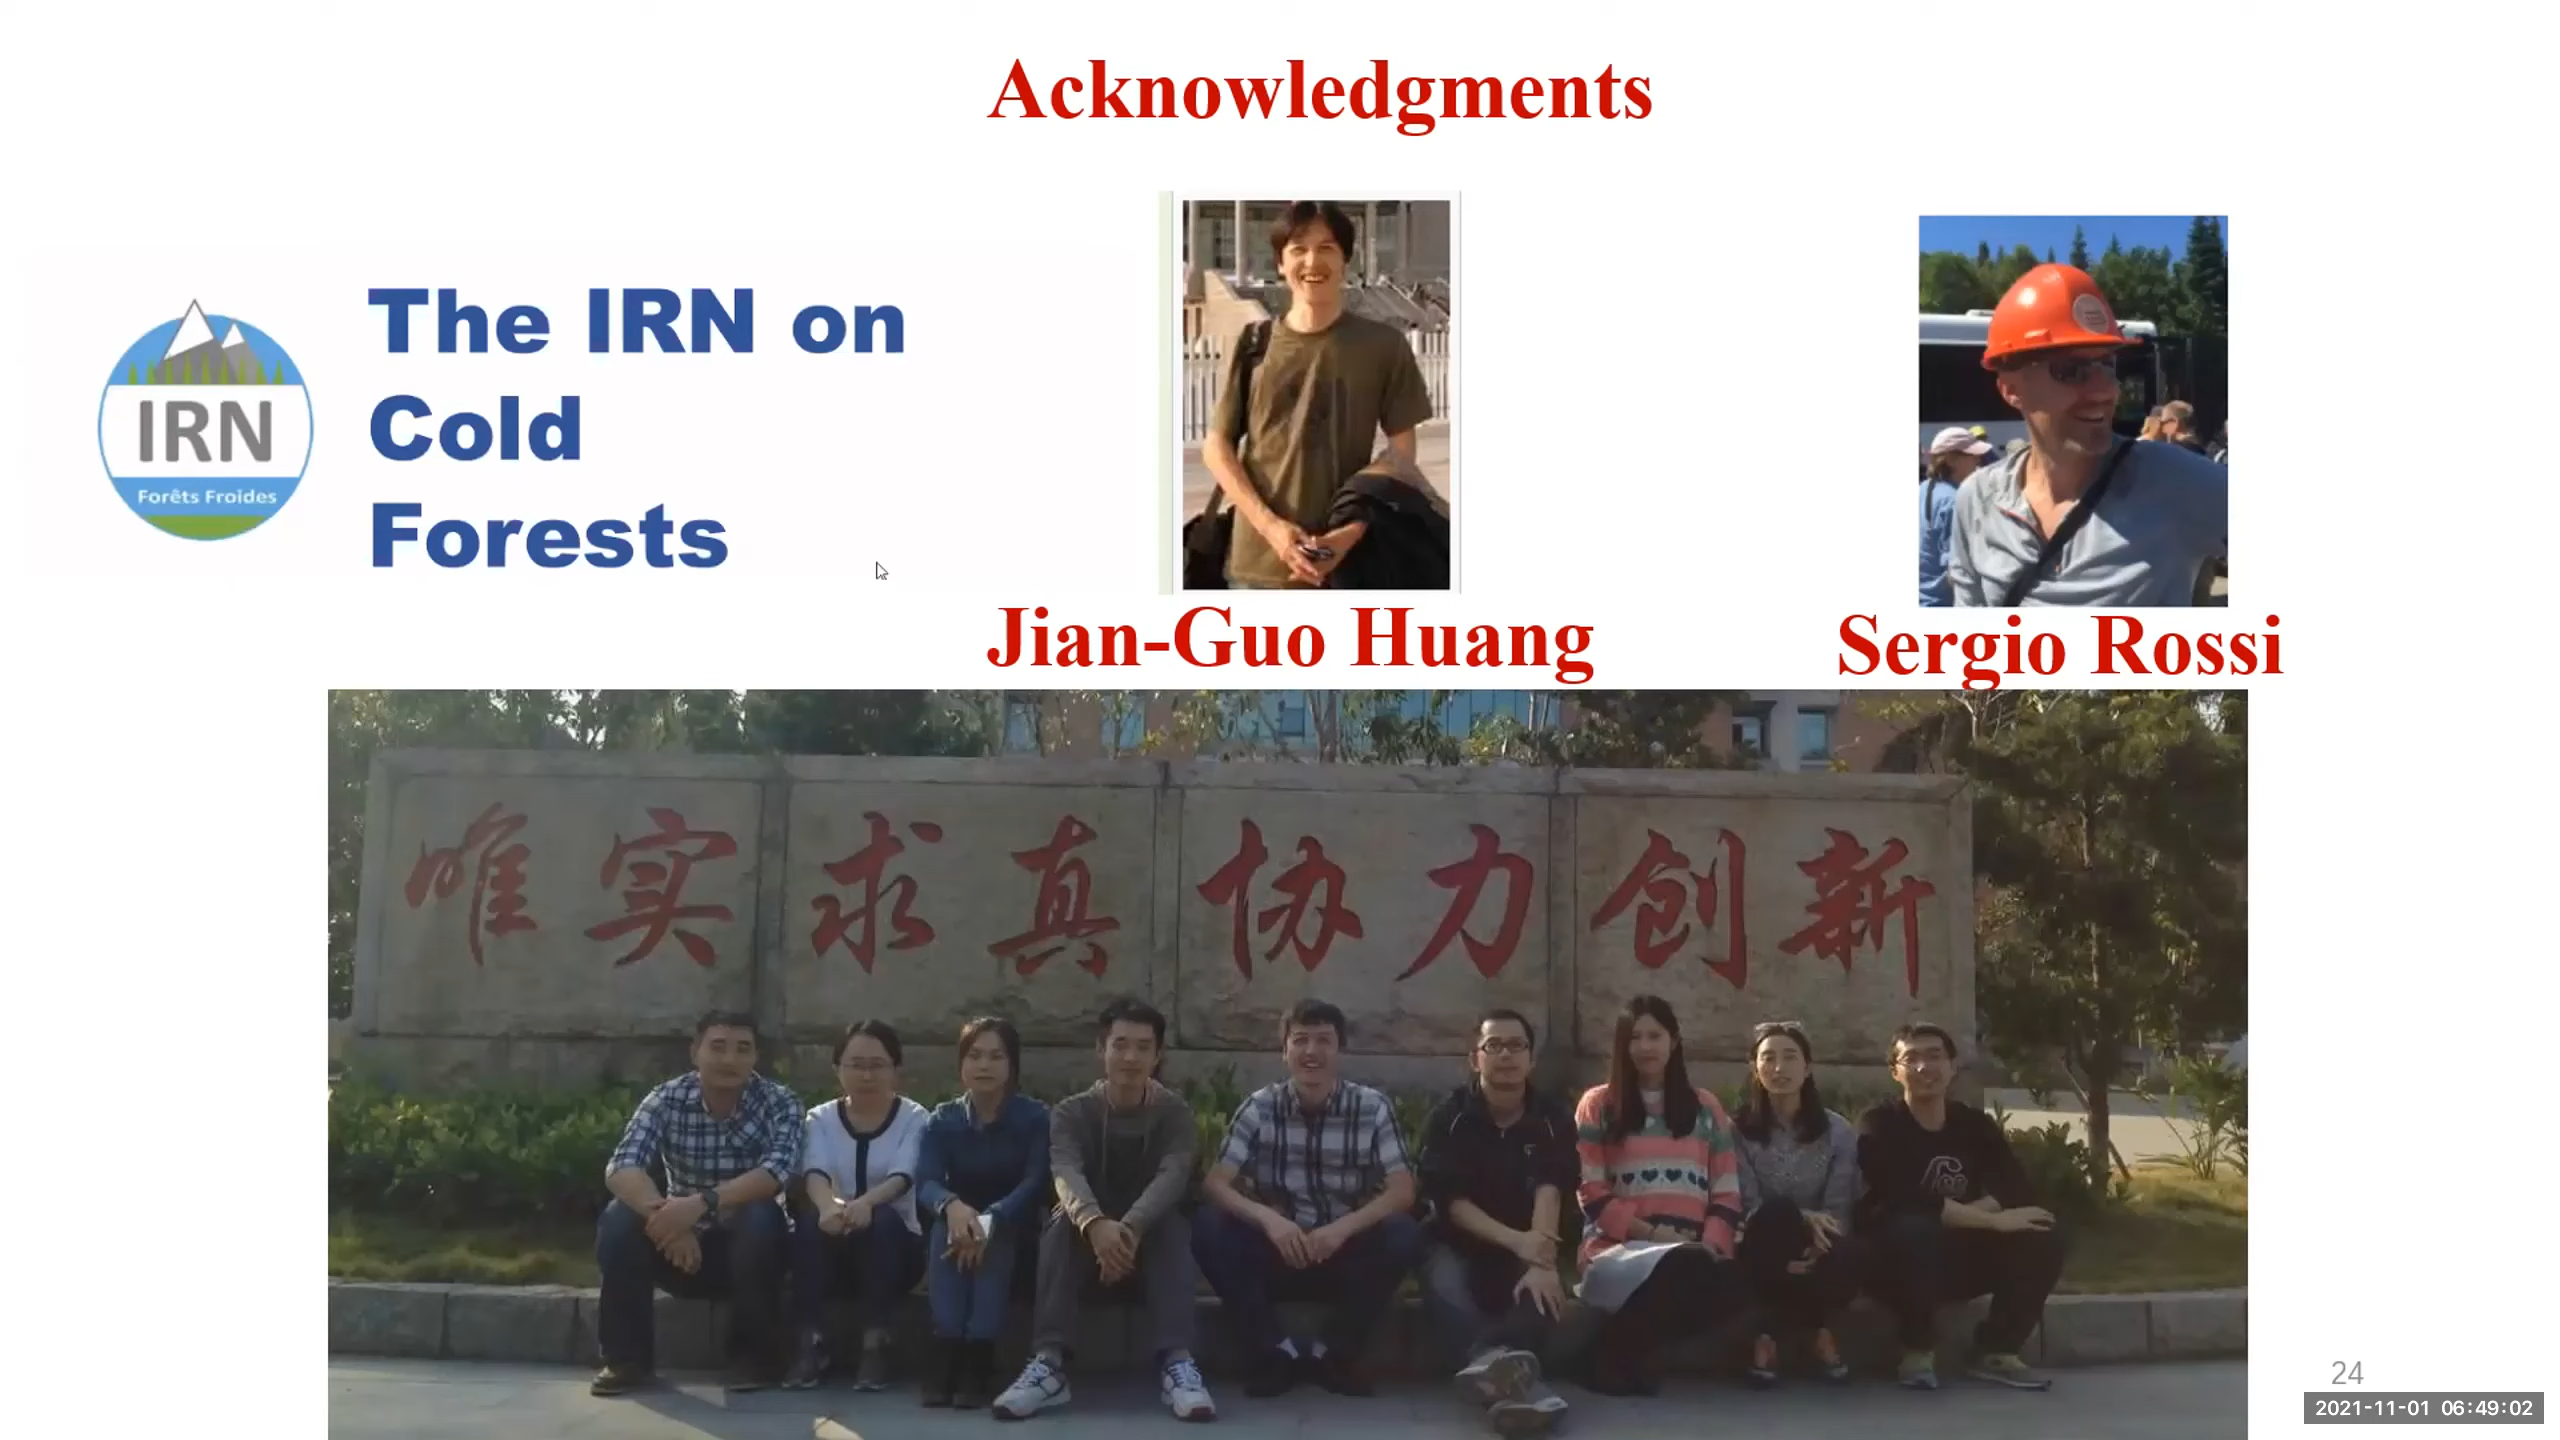 Acknowledgments
The IRN on
Cold
Forests
IRN
Forêts Froides
Jian-Guo Huang
Sergio Rossi
唯实求真协力创新
24
2021-11-01 06:49:02